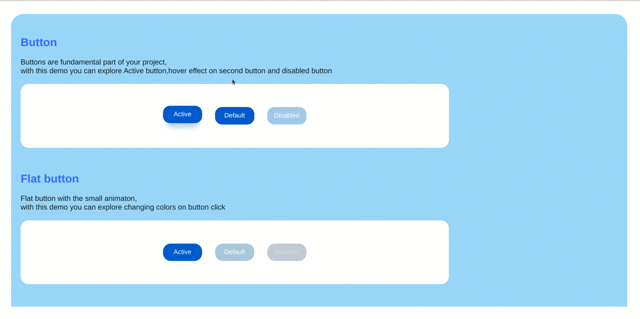 Button
Buttons are fundamental part of your project,
with this demo you can explore Active button,hover effect on second button and disabled button
Active
Default
Disabled
Flat button
Flat button with the small animaton,
with this demo you can explore changing colors on button click
Active
Default